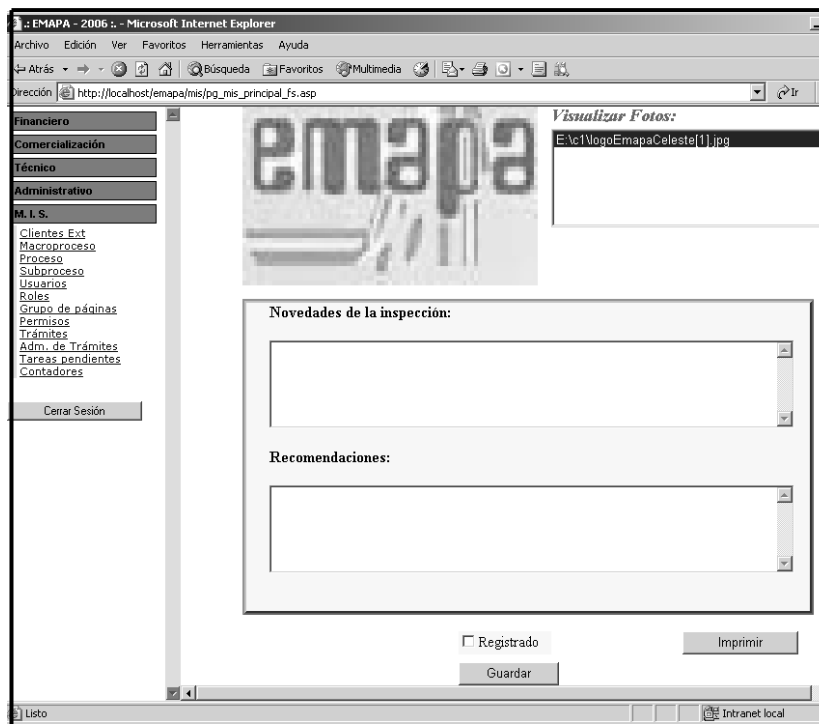 .: EMAPA - 2006 :. - Microsoft Internet Explorer
Archivo Edición Ver Favoritos Herramientas Ayuda
Atrás Búsqueda Favoritos Multimedia
Dirección http://localhost/emapa/mis/pg_mis_principal_fs.asp Ir
Financiero
Comercialización
Técnico
Administrativo
M. I. S.
Clientes Ext
Macroproceso
Proceso
Subproceso
Usuarios
Roles
Grupo de páginas
Permisos
Trámites
Adm. de Trámites
Tareas pendientes
Contadores
Cerrar Sesión
emapa
Visualizar Fotos:
E:\c1\logoEmapaCeleste[1].jpg
Novedades de la inspección:
Recomendaciones:
Registrado
Imprimir
Guardar
Listo
Intranet local